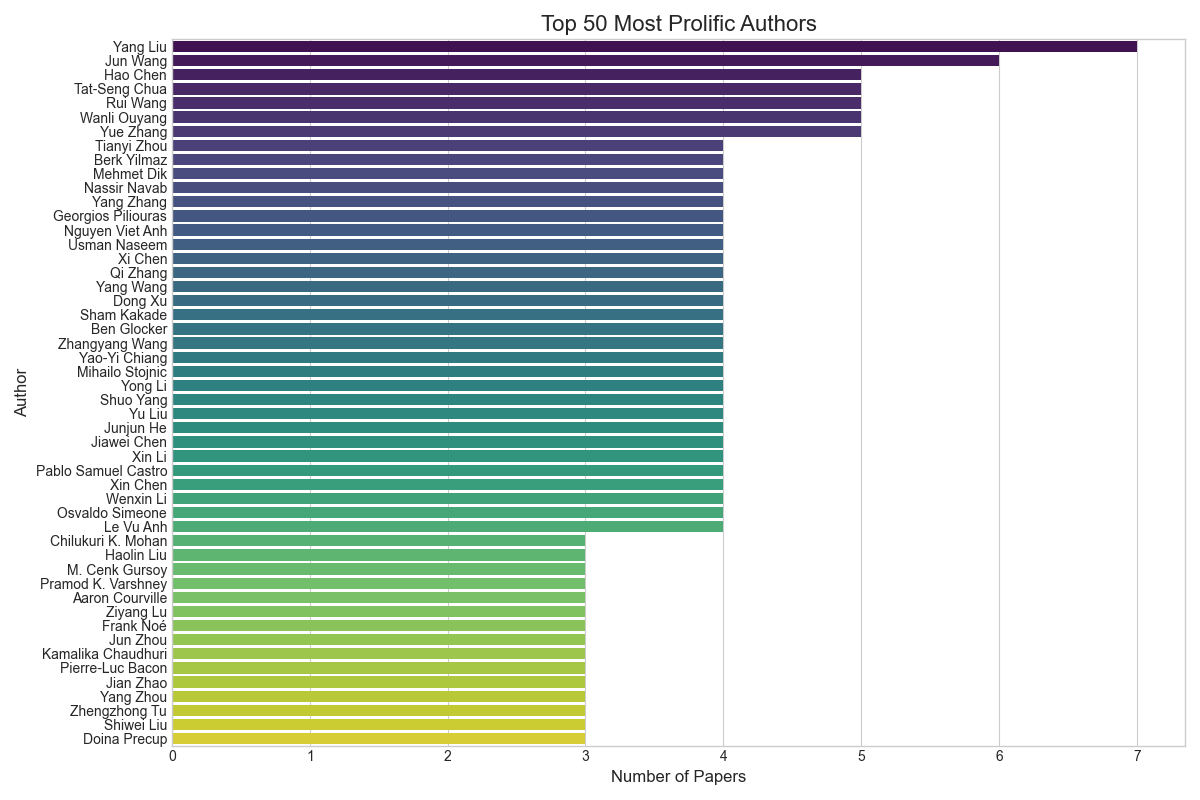 Top 50 Most Prolific Authors
Yang Liu
Jun Wang
Hao Chen
Tat-Seng Chua
Rui Wang
Wanli Ouyang
Yue Zhang
Tianyi Zhou
Berk Yilmaz
Mehmet Dik
Nassir Navab
Yang Zhang
Georgios Piliouras
Nguyen Viet Anh
Usman Naseem
Xi Chen
Qi Zhang
Yang Wang
Dong Xu
Sham Kakade
Ben Glocker
Zhangyang Wang
Yao-Yi Chiang
Mihailo Stojnic
Yong Li
Shuo Yang
Yu Liu
Junjun He
Jiawei Chen
Xin Li
Pablo Samuel Castro
Xin Chen
Wenxin Li
Osvaldo Simeone
Le Vu Anh
Chilukuri K. Mohan
Haolin Liu
M. Cenk Gursoy
Pramod K. Varshney
Aaron Courville
Ziyang Lu
Frank Noé
Jun Zhou
Kamalika Chaudhuri
Pierre-Luc Bacon
Jian Zhao
Yang Zhou
Zhengzhong Tu
Shiwei Liu
Doina Precup
Author
0 1 2 3 4 5 6 7
Number of Papers